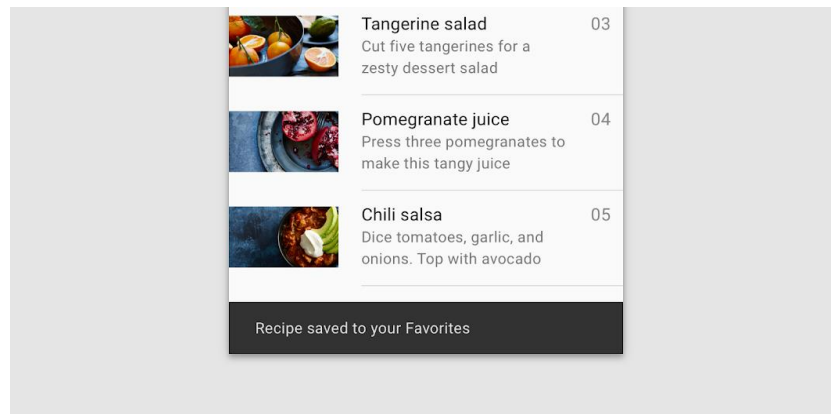 Tangerine salad 03
Cut five tangerines for a
zesty dessert salad
Pomegranate juice 04
Press three pomegranates to
make this tangy juice
Chili salsa 05
Dice tomatoes, garlic, and
onions. Top with avocado
Recipe saved to your Favorites